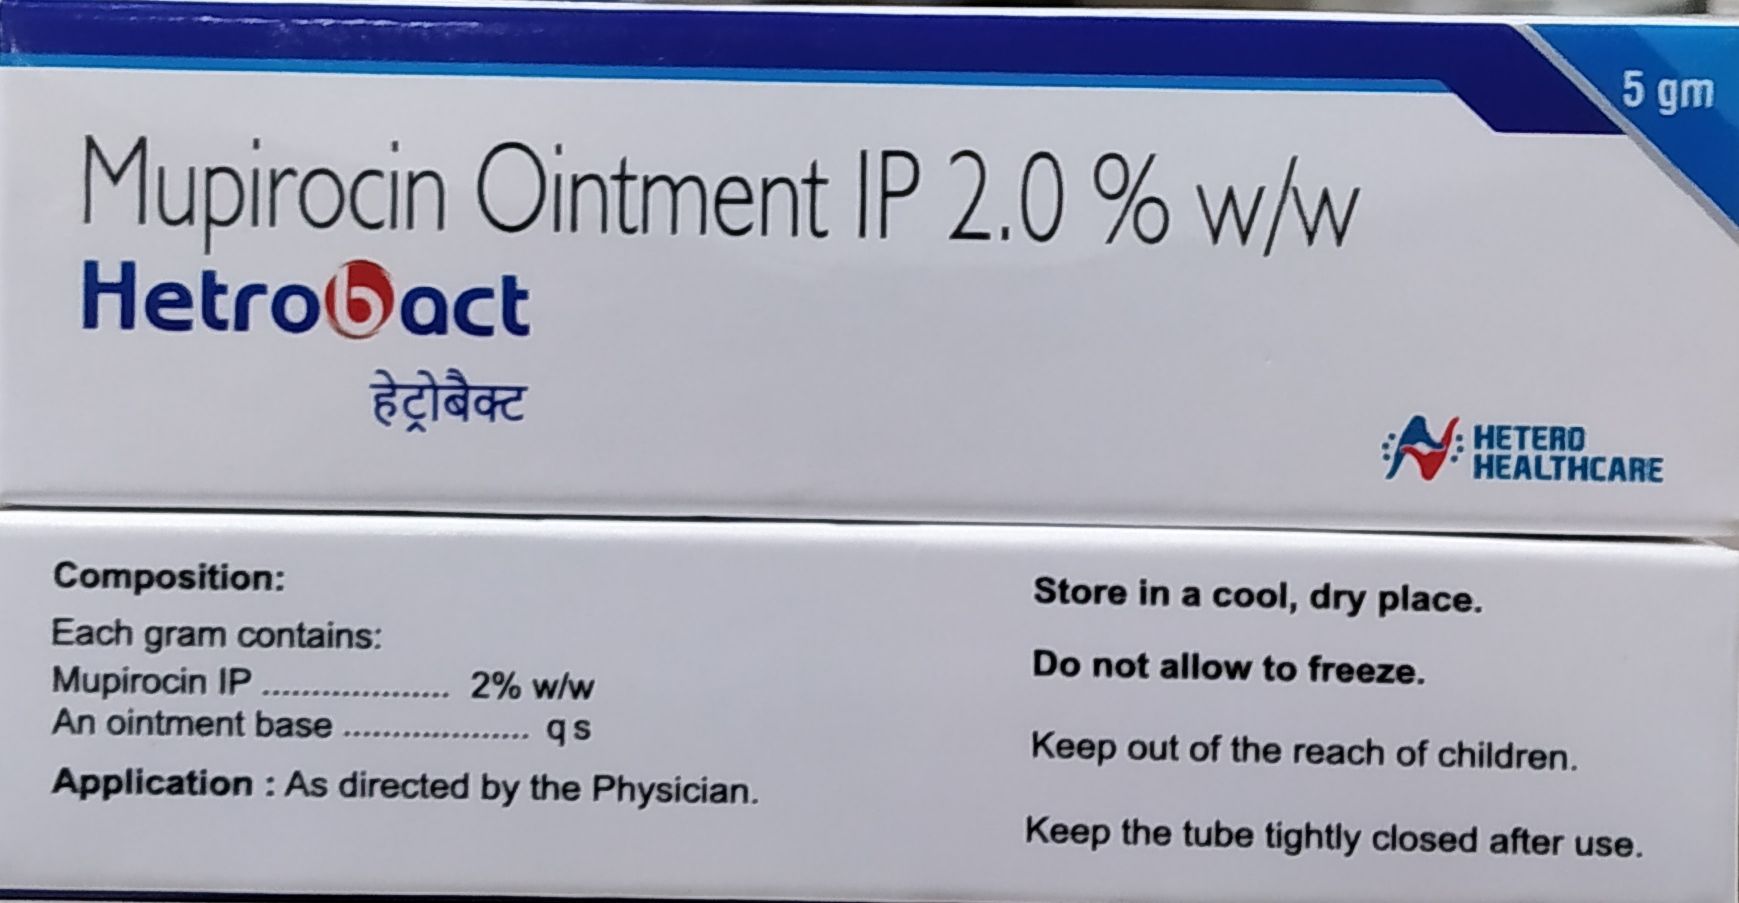 5 gm
Mupirocin Ointment IP 2.0 % w/w
Hetrobact
हेट्रोबैक्ट
HETERO
HEALTHCARE
Composition:
Each gram contains:
Mupirocin IP ................... 2% w/w
An ointment base ................... q s
Application : As directed by the Physician.
Store in a cool, dry place.
Do not allow to freeze.
Keep out of the reach of children.
Keep the tube tightly closed after use.